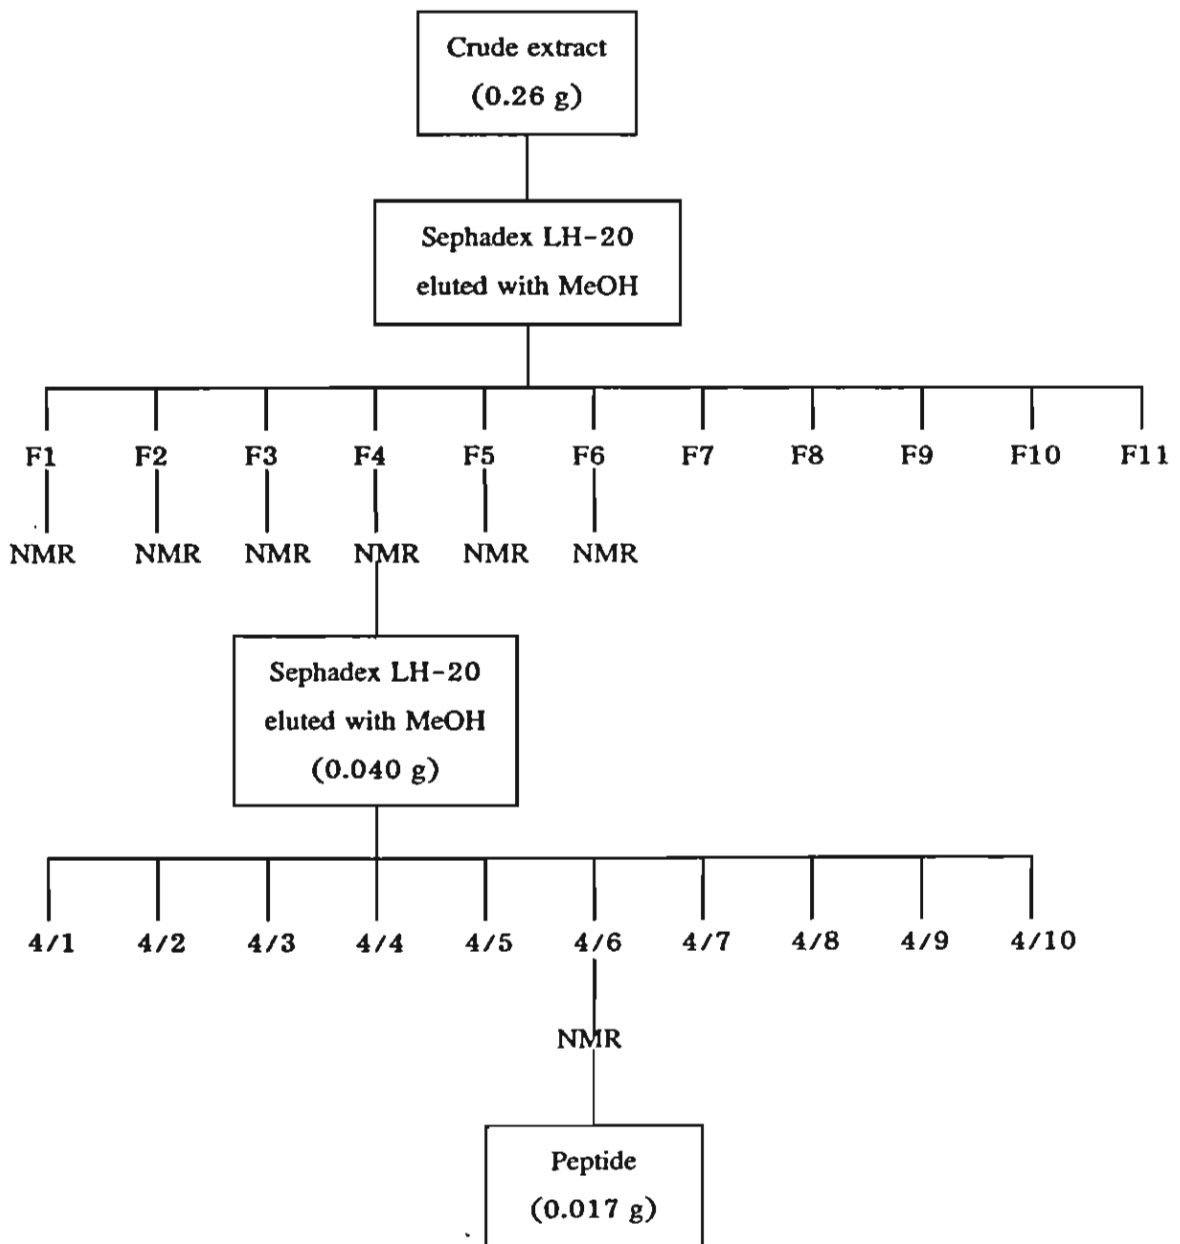 Crude extract
(0.26 g)
Sephadex LH-20
eluted with MeOH
F1 F2 F3 F4 F5 F6 F7 F8 F9 F10 F11
NMR NMR NMR NMR NMR NMR
Sephadex LH-20
eluted with MeOH
(0.040 g)
4/1 4/2 4/3 4/4 4/5 4/6 4/7 4/8 4/9 4/10
NMR
Peptide
(0.017 g)